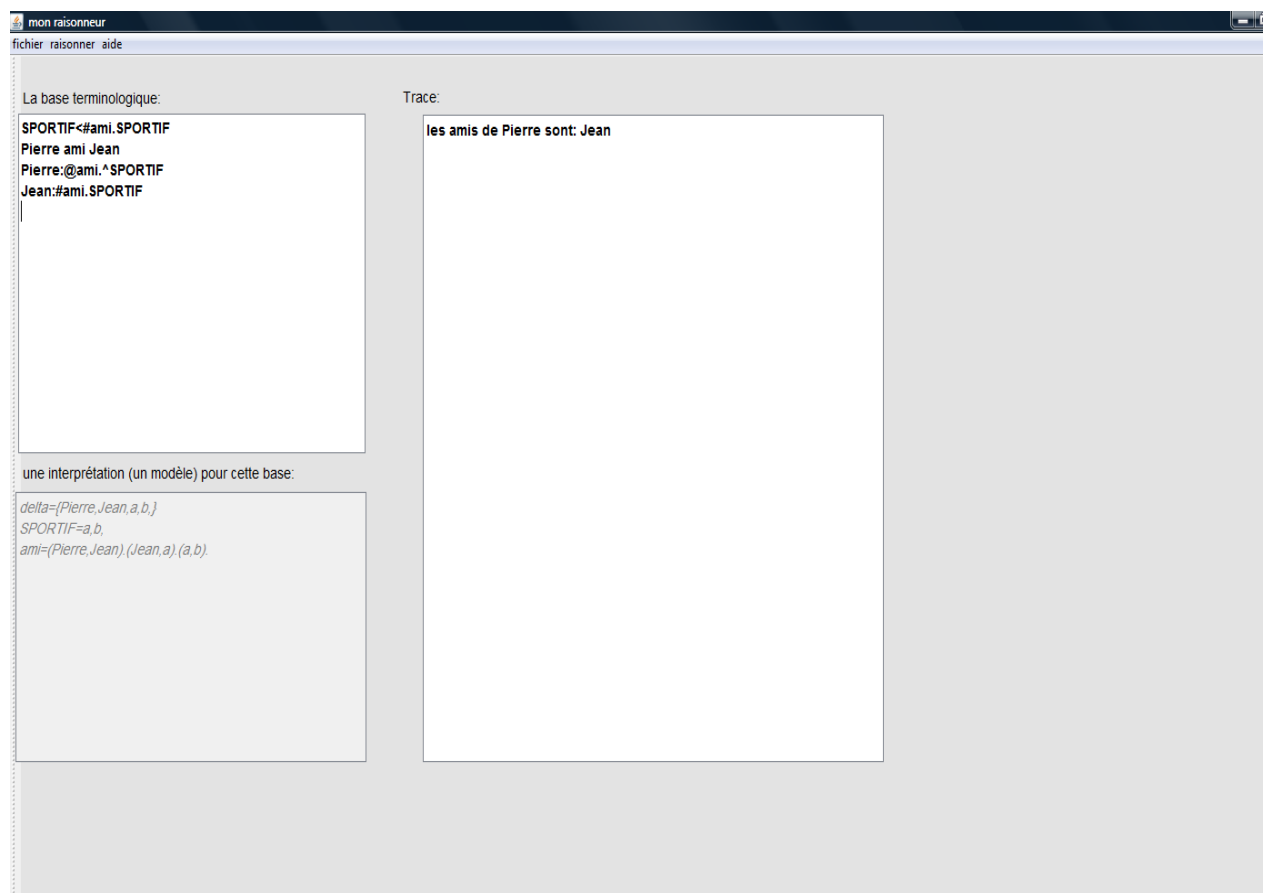 mon raisonneur
fichier raisonner aide
La base terminologique:
SPORTIF<#ami.SPORTIF
Pierre ami Jean
Pierre:@ami.^SPORTIF
Jean:#ami.SPORTIF
une interprétation (un modèle) pour cette base:
delta={Pierre,Jean,a,b,}
SPORTIF=a,b,
ami=(Pierre,Jean).(Jean,a).(a,b).
Trace:
les amis de Pierre sont: Jean